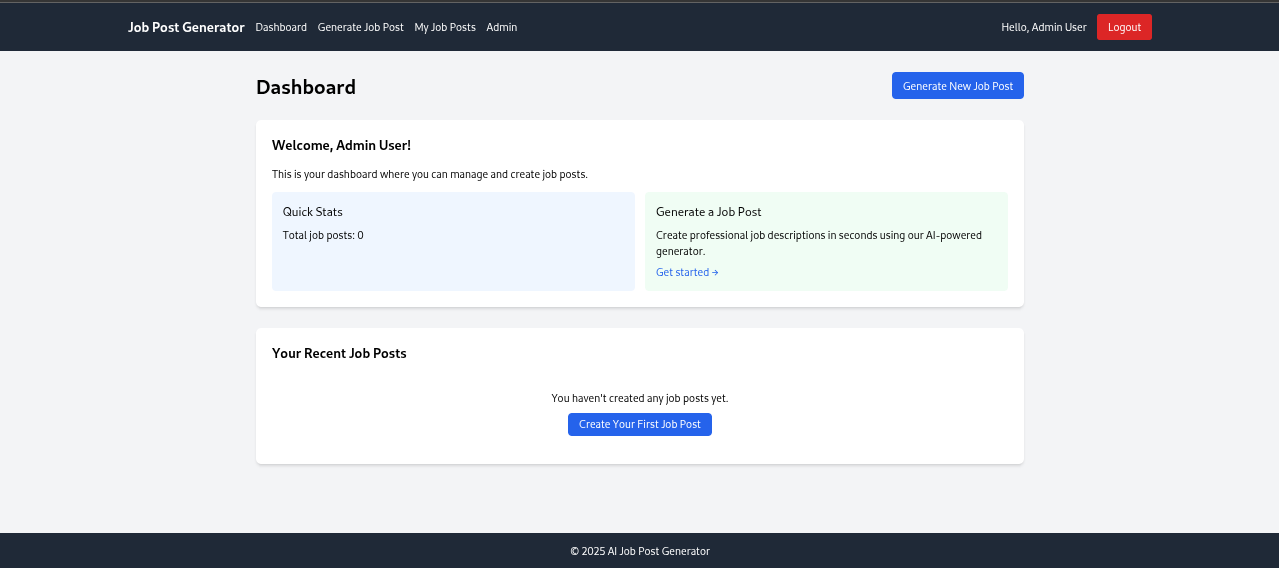 Job Post Generator Dashboard Generate Job Post My Job Posts Admin Hello, Admin User Logout
Dashboard Generate New Job Post
Welcome, Admin User!
This is your dashboard where you can manage and create job posts.
Quick Stats
Total job posts: 0
Generate a Job Post
Create professional job descriptions in seconds using our AI-powered
generator.
Get started →
Your Recent Job Posts
You haven't created any job posts yet.
Create Your First Job Post
© 2025 AI Job Post Generator